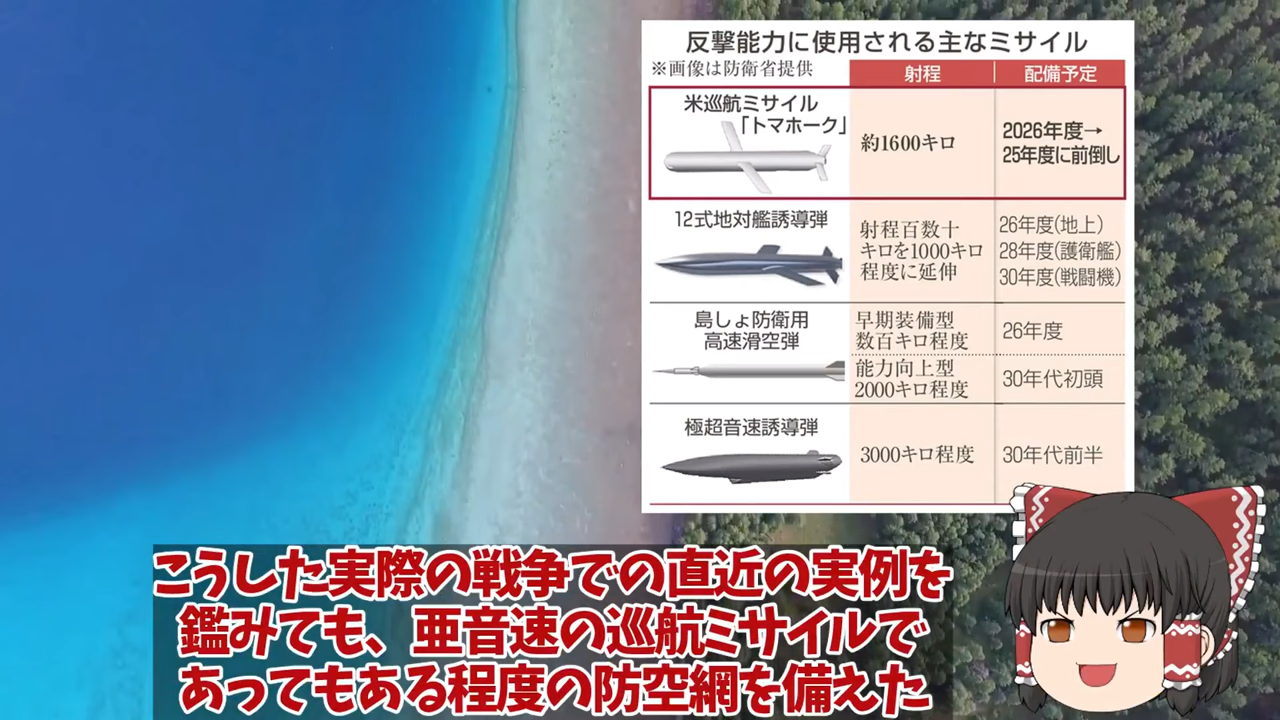 反撃能力に使用される主なミサイル
※画像は防衛省提供
射程
配備予定
米巡航ミサイル
「トマホーク」
約1600キロ
2026年度→
25年度に前倒し
12式地対艦誘導弾
射程百数十
キロを1000キロ
程度に延伸
26年度(地上)
28年度(護衛艦)
30年度(戦闘機)
島しょ防衛用
高速滑空弾
早期装備型
数百キロ程度
26年度
能力向上型
2000キロ程度
30年代初頭
極超音速誘導弾
3000キロ程度
30年代前半
こうした実際の戦争での直近の実例を
鑑みても、亜音速の巡航ミサイルで
あってもある程度の防空網を備えた